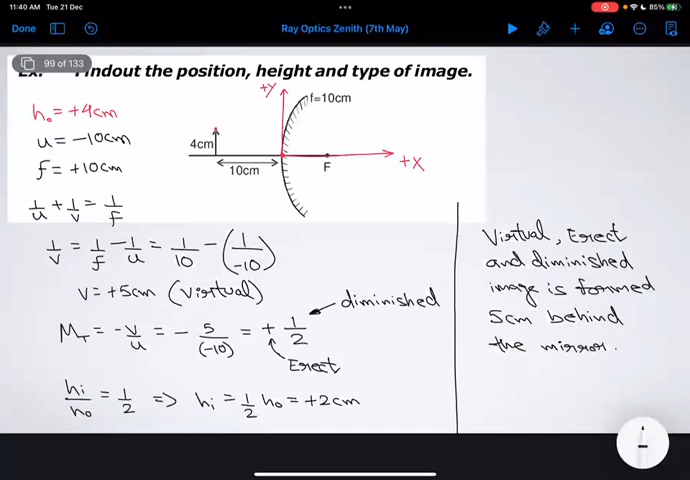 11:40 AM Tue 21 Dec
85%
Done
Ray Optics Zenith (7th May)
99 of 133
Findout the position, height and type of image.
h₀ = +4cm
u = -10cm
f = +10cm
1/u + 1/v = 1/f
+Y
f=10cm
4cm
10cm
F
+X
1/v = 1/f - 1/u = 1/10 - (1/-10)
v = +5cm (virtual)
M_T = -v/u = - 5/(-10) = + 1/2
diminished
Erect
hi/ho = 1/2 => hi = 1/2 ho = +2cm
Virtual, Erect
and diminished
image is formed
5cm behind
the mirror.